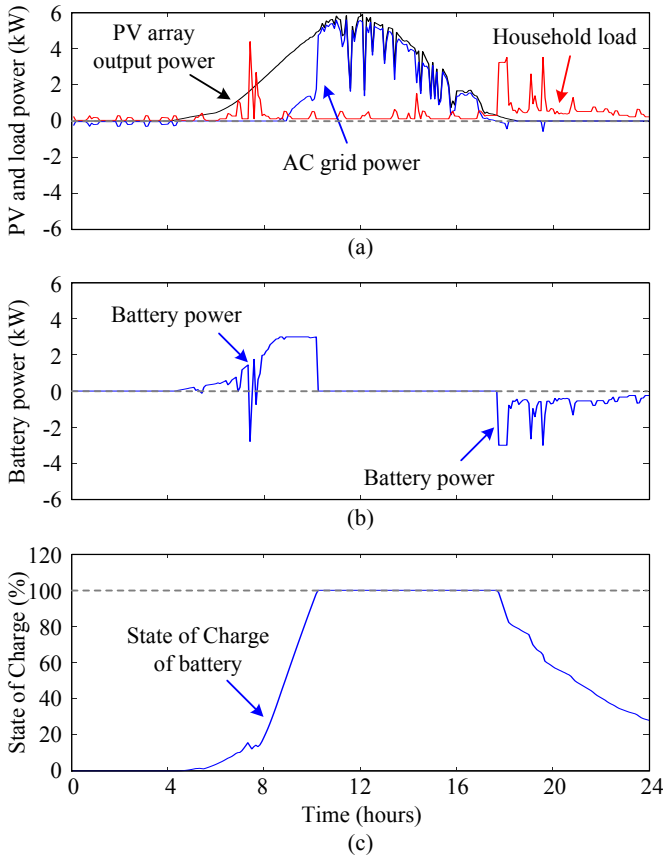 PV and load power (kW)
6
4
2
0
-2
-4
-6
PV array
output power
Household load
AC grid power
(a)
Battery power (kW)
6
4
2
0
-2
-4
-6
Battery power
Battery power
(b)
State of Charge (%)
120
100
80
60
40
20
0
State of Charge
of battery
0 4 8 12 16 20 24
Time (hours)
(c)